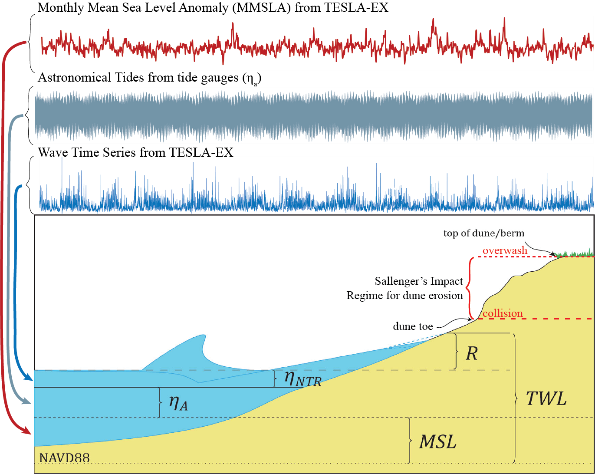 Monthly Mean Sea Level Anomaly (MMSLA) from TESLA-EX
Astronomical Tides from tide gauges (ηₐ)
Wave Time Series from TESLA-EX
top of dune/berm
overwash
Sallenger's Impact
Regime for dune erosion
collision
dune toe
R
η_NTR
η_A
TWL
MSL
NAVD88